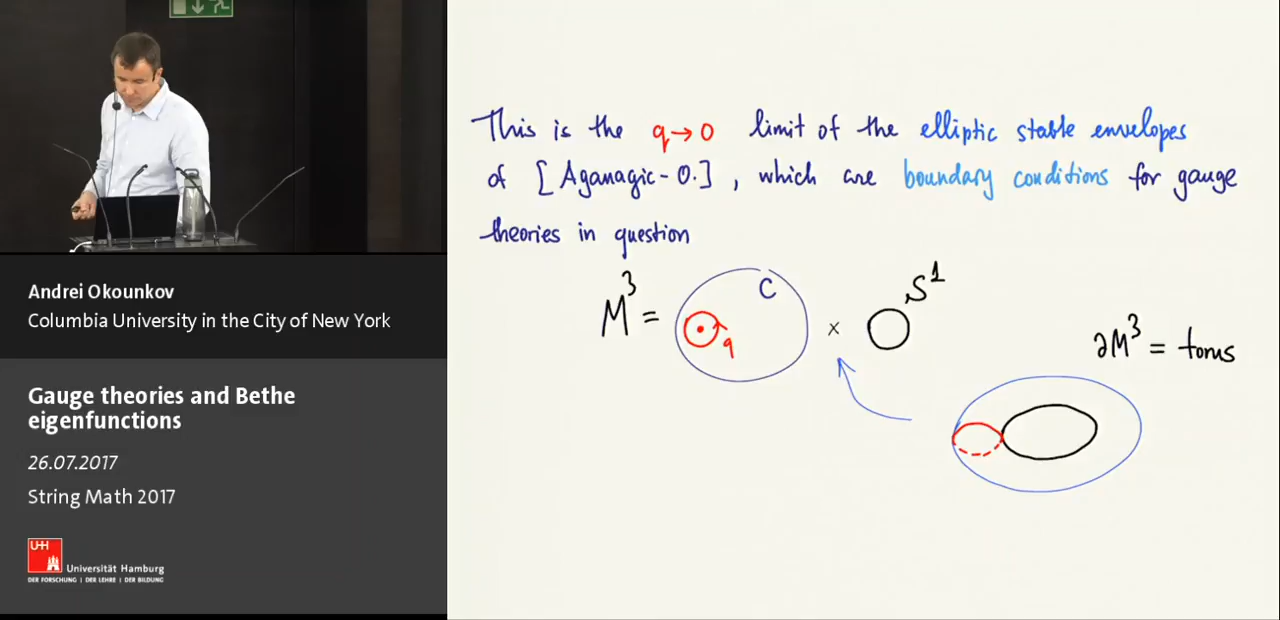 This is the q→0 limit of the elliptic stable envelopes
of [Aganagic-O.], which are boundary conditions for gauge
theories in question
M³ = C × S¹
q
∂M³ = torus
Andrei Okounkov
Columbia University in the City of New York
Gauge theories and Bethe
eigenfunctions
26.07.2017
String Math 2017
UH
Universität Hamburg
DER FORSCHUNG | DER LEHRE | DER BILDUNG